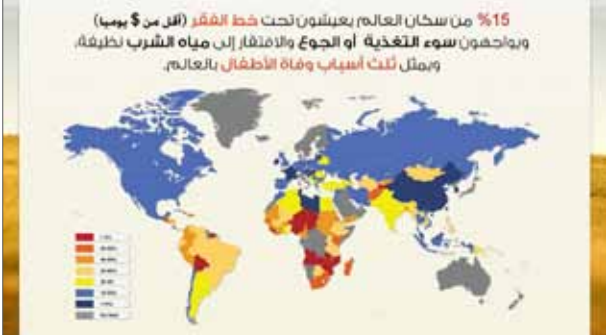 15% من سكان العالم يعيشون تحت خط الفقر (أقل من $ يوميا)
ويواجهون سوء التغذية أو الجوع والافتقار إلى مياه الشرب نظيفة،
ويمثل ثلث أسباب وفاة الأطفال بالعالم.